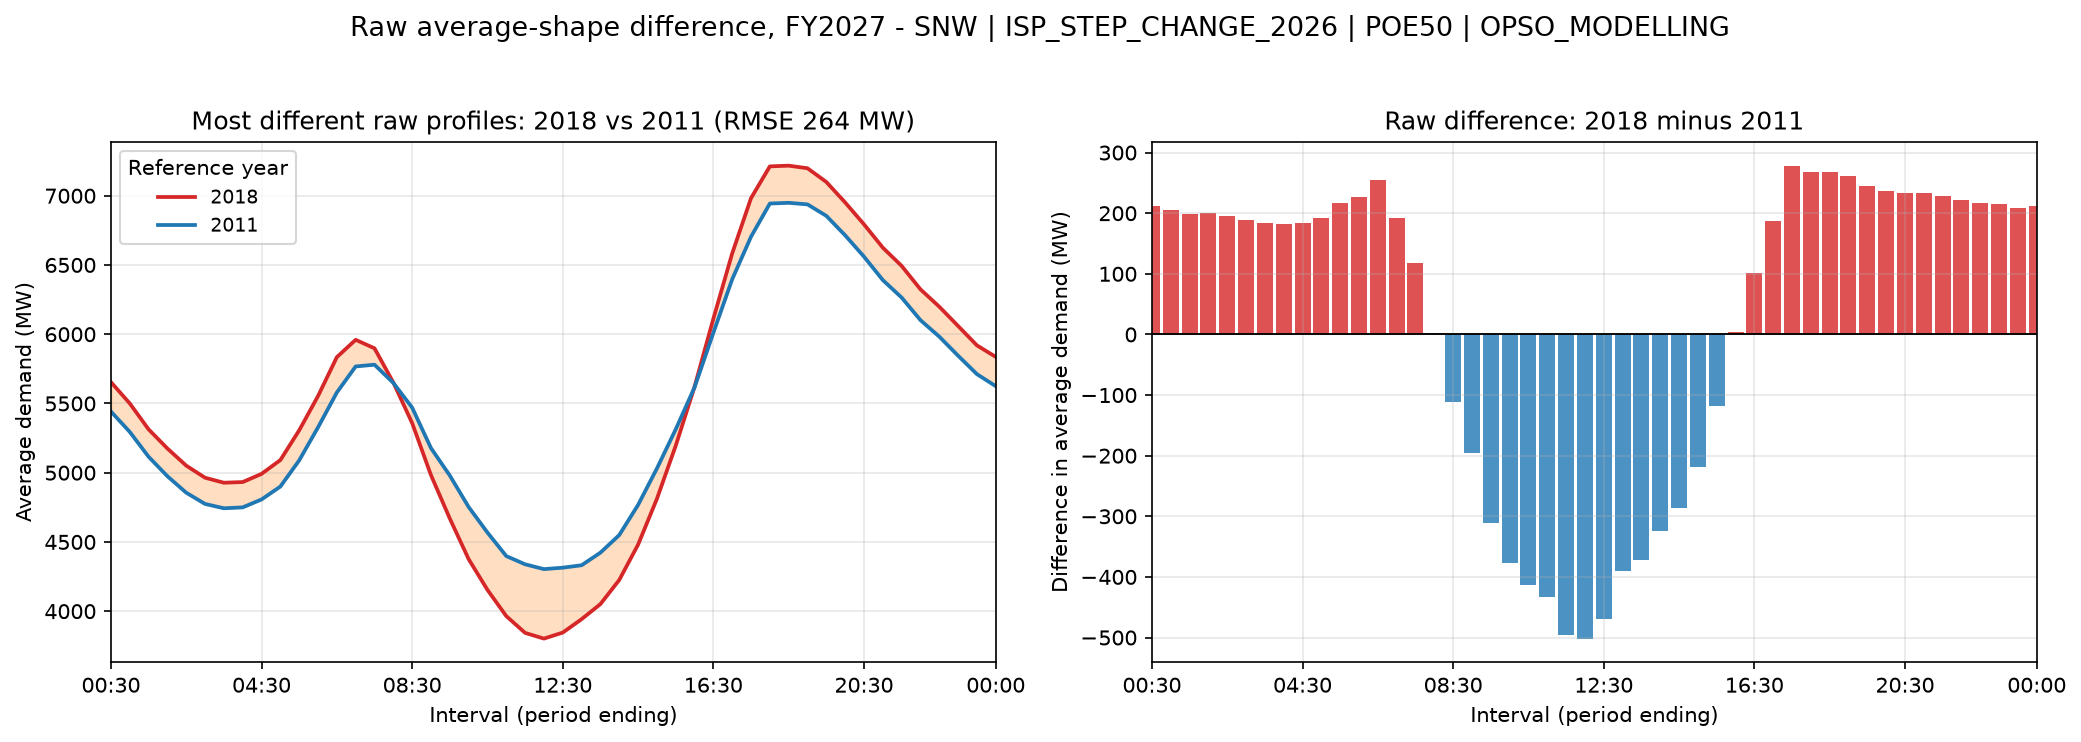 Raw average-shape difference, FY2027 - SNW | ISP_STEP_CHANGE_2026 | POE50 | OPSO_MODELLING
Most different raw profiles: 2018 vs 2011 (RMSE 264 MW)
Average demand (MW)
7000
6500
6000
5500
5000
4500
4000
Reference year
2018
2011
00:30 04:30 08:30 12:30 16:30 20:30 00:00
Interval (period ending)
Raw difference: 2018 minus 2011
Difference in average demand (MW)
300
200
100
0
−100
−200
−300
−400
−500
00:30 04:30 08:30 12:30 16:30 20:30 00:00
Interval (period ending)